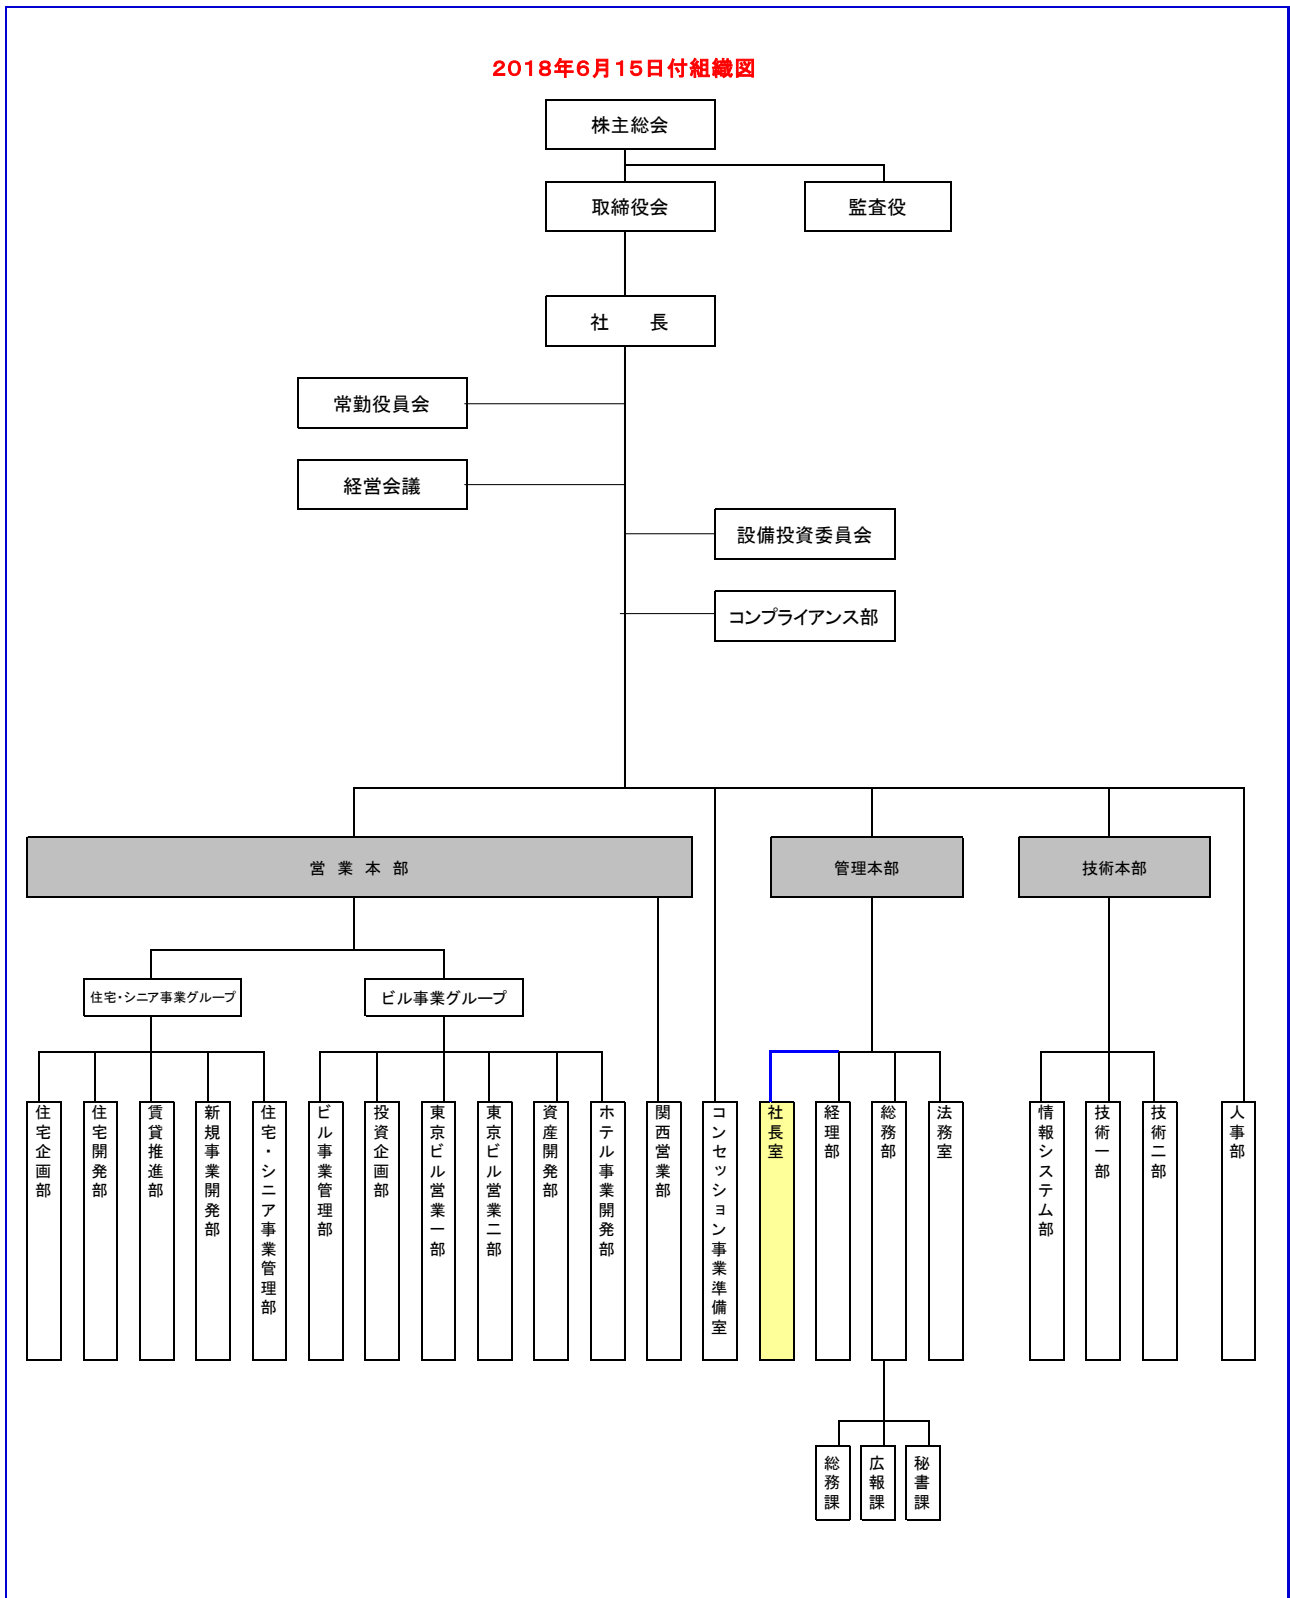 2018年6月15日付組織図
株主総会
取締役会
監査役
社　　長
常勤役員会
経営会議
設備投資委員会
コンプライアンス部
営 業 本 部
管理本部
技術本部
住宅・シニア事業グループ
ビル事業グループ
住宅企画部
住宅開発部
賃貸推進部
新規事業開発部
住宅・シニア事業管理部
ビル事業管理部
投資企画部
東京ビル営業一部
東京ビル営業二部
資産開発部
ホテル事業開発部
関西営業部
コンセッション事業準備室
社長室
経理部
総務部
法務室
情報システム部
技術一部
技術二部
人事部
総務課
広報課
秘書課